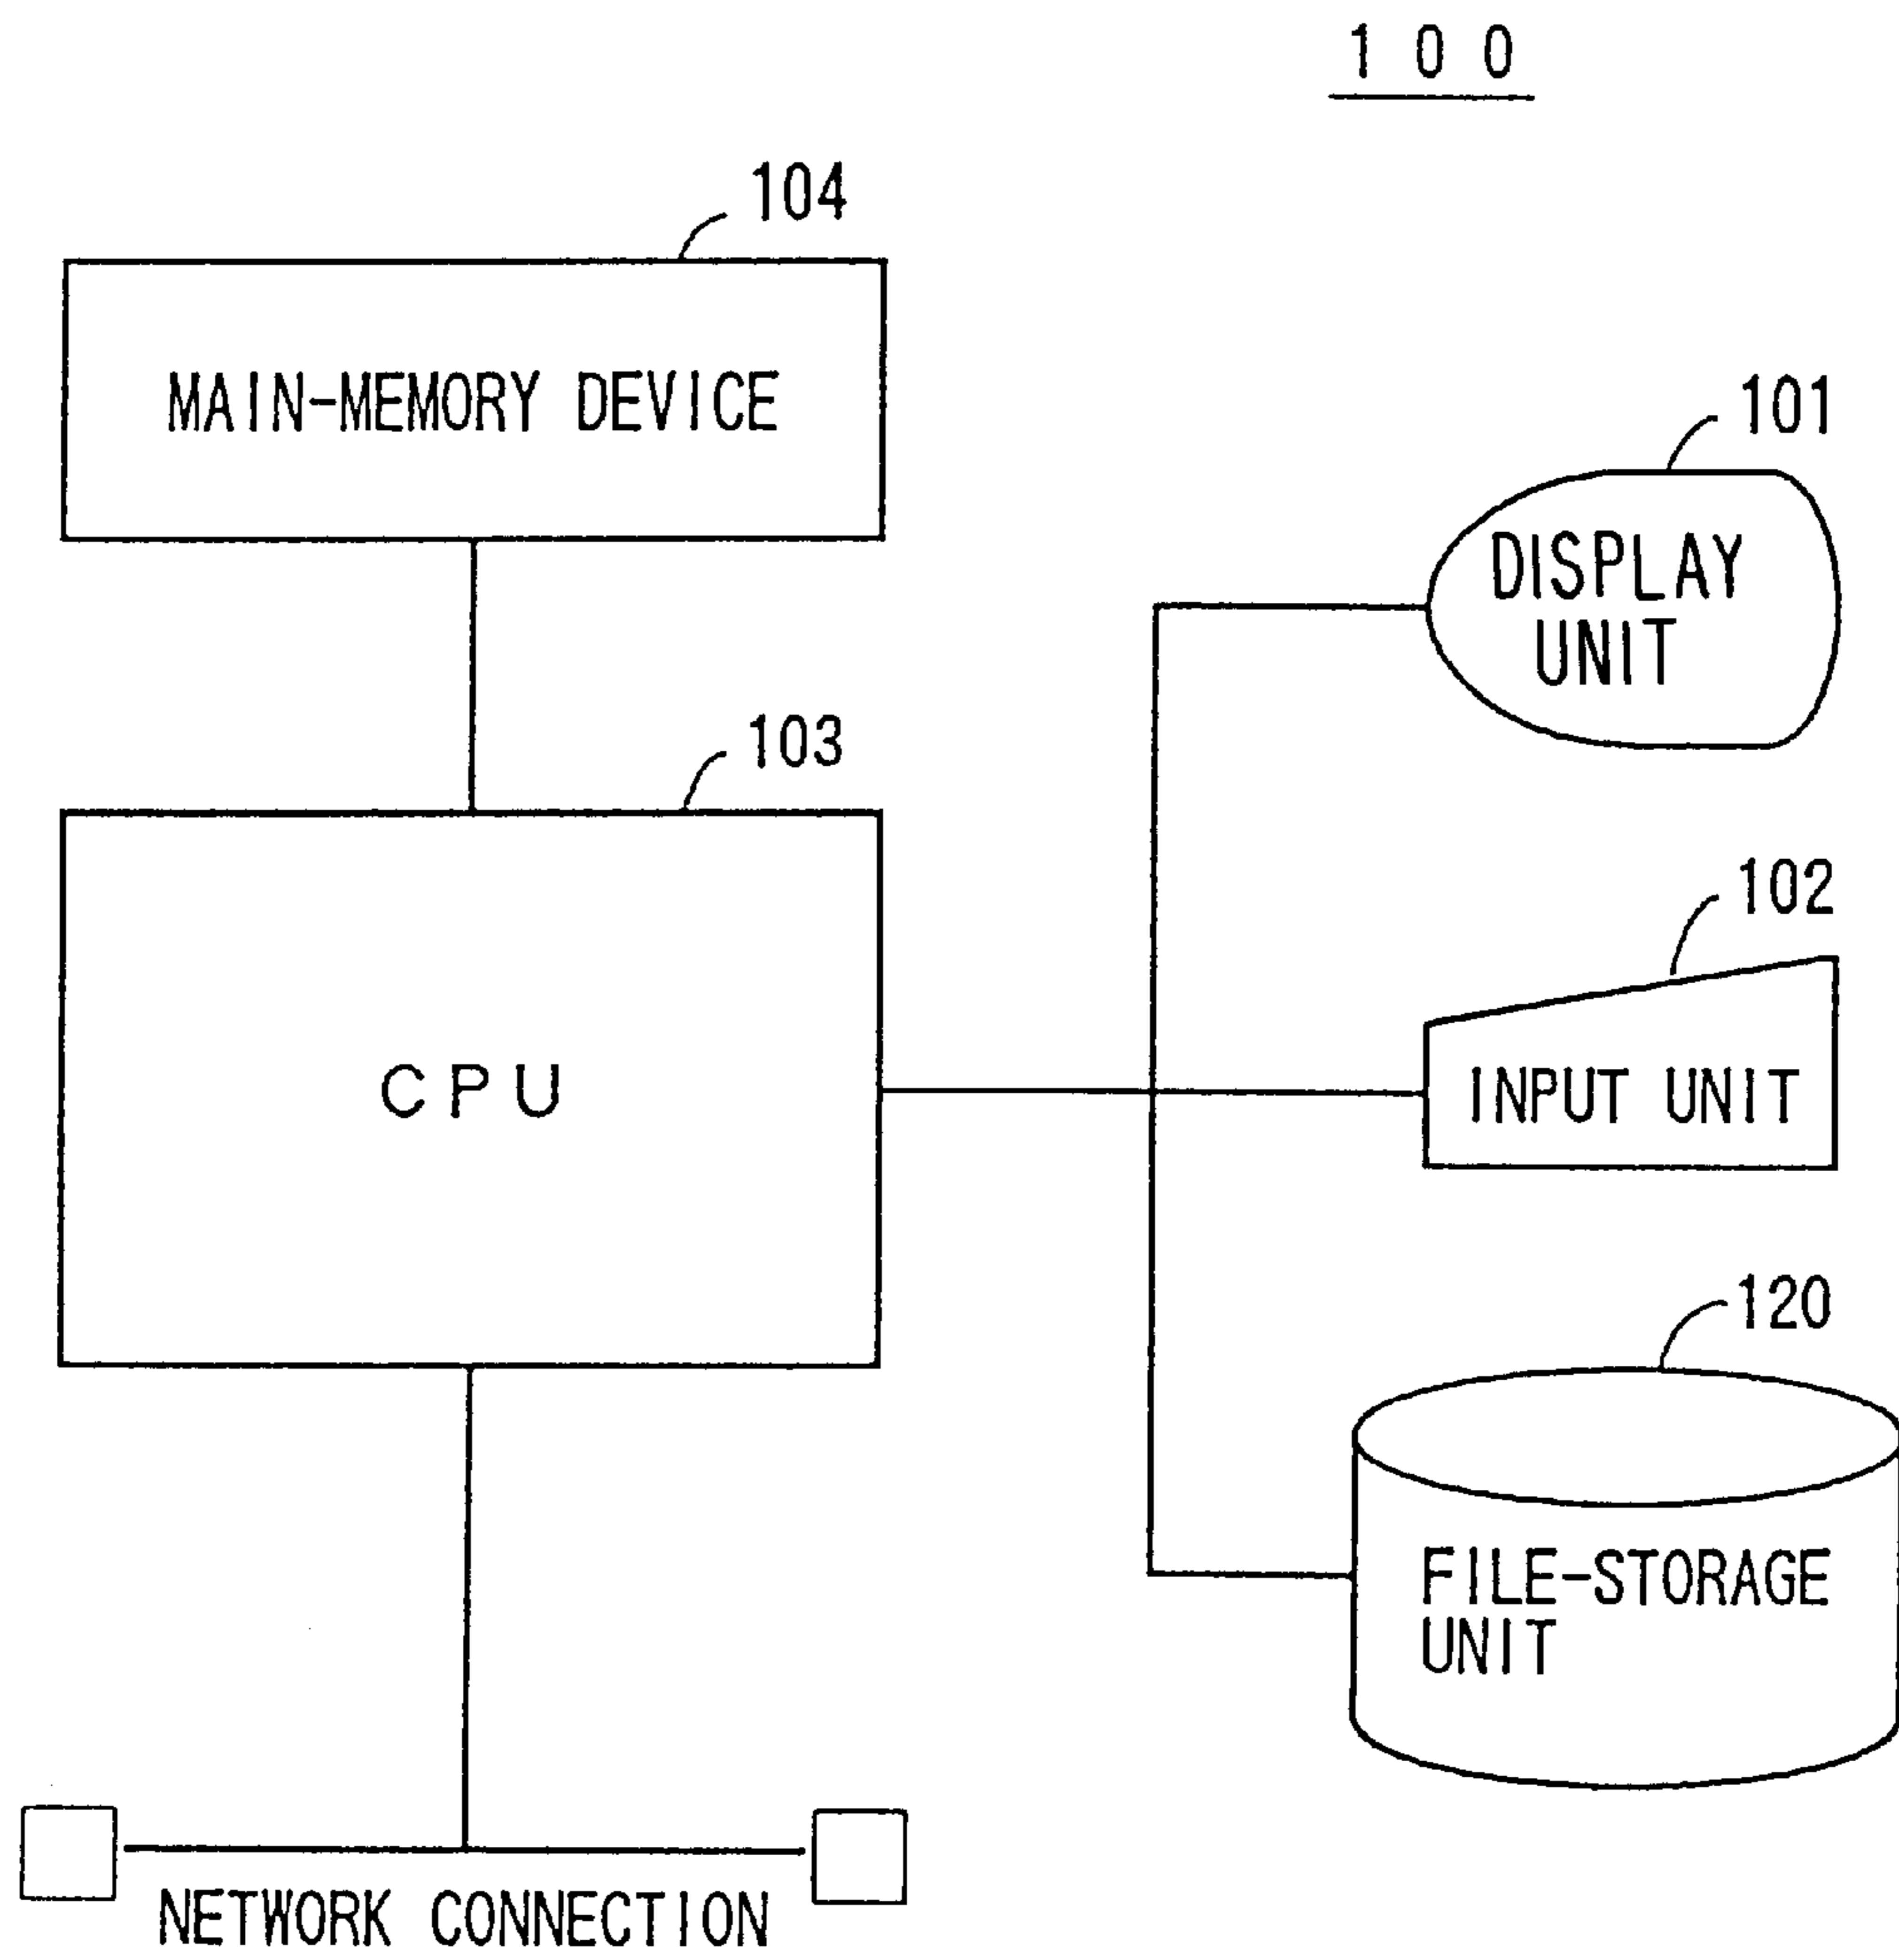 100
104
MAIN-MEMORY DEVICE
101
DISPLAY
UNIT
103
CPU
102
INPUT UNIT
120
FILE-STORAGE
UNIT
NETWORK CONNECTION